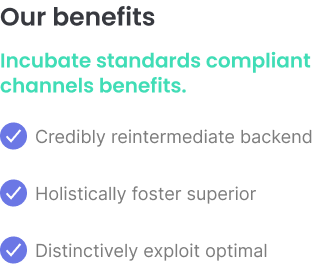 Our benefits
Incubate standards compliant
channels benefits.
Credibly reintermediate backend
Holistically foster superior
Distinctively exploit optimal